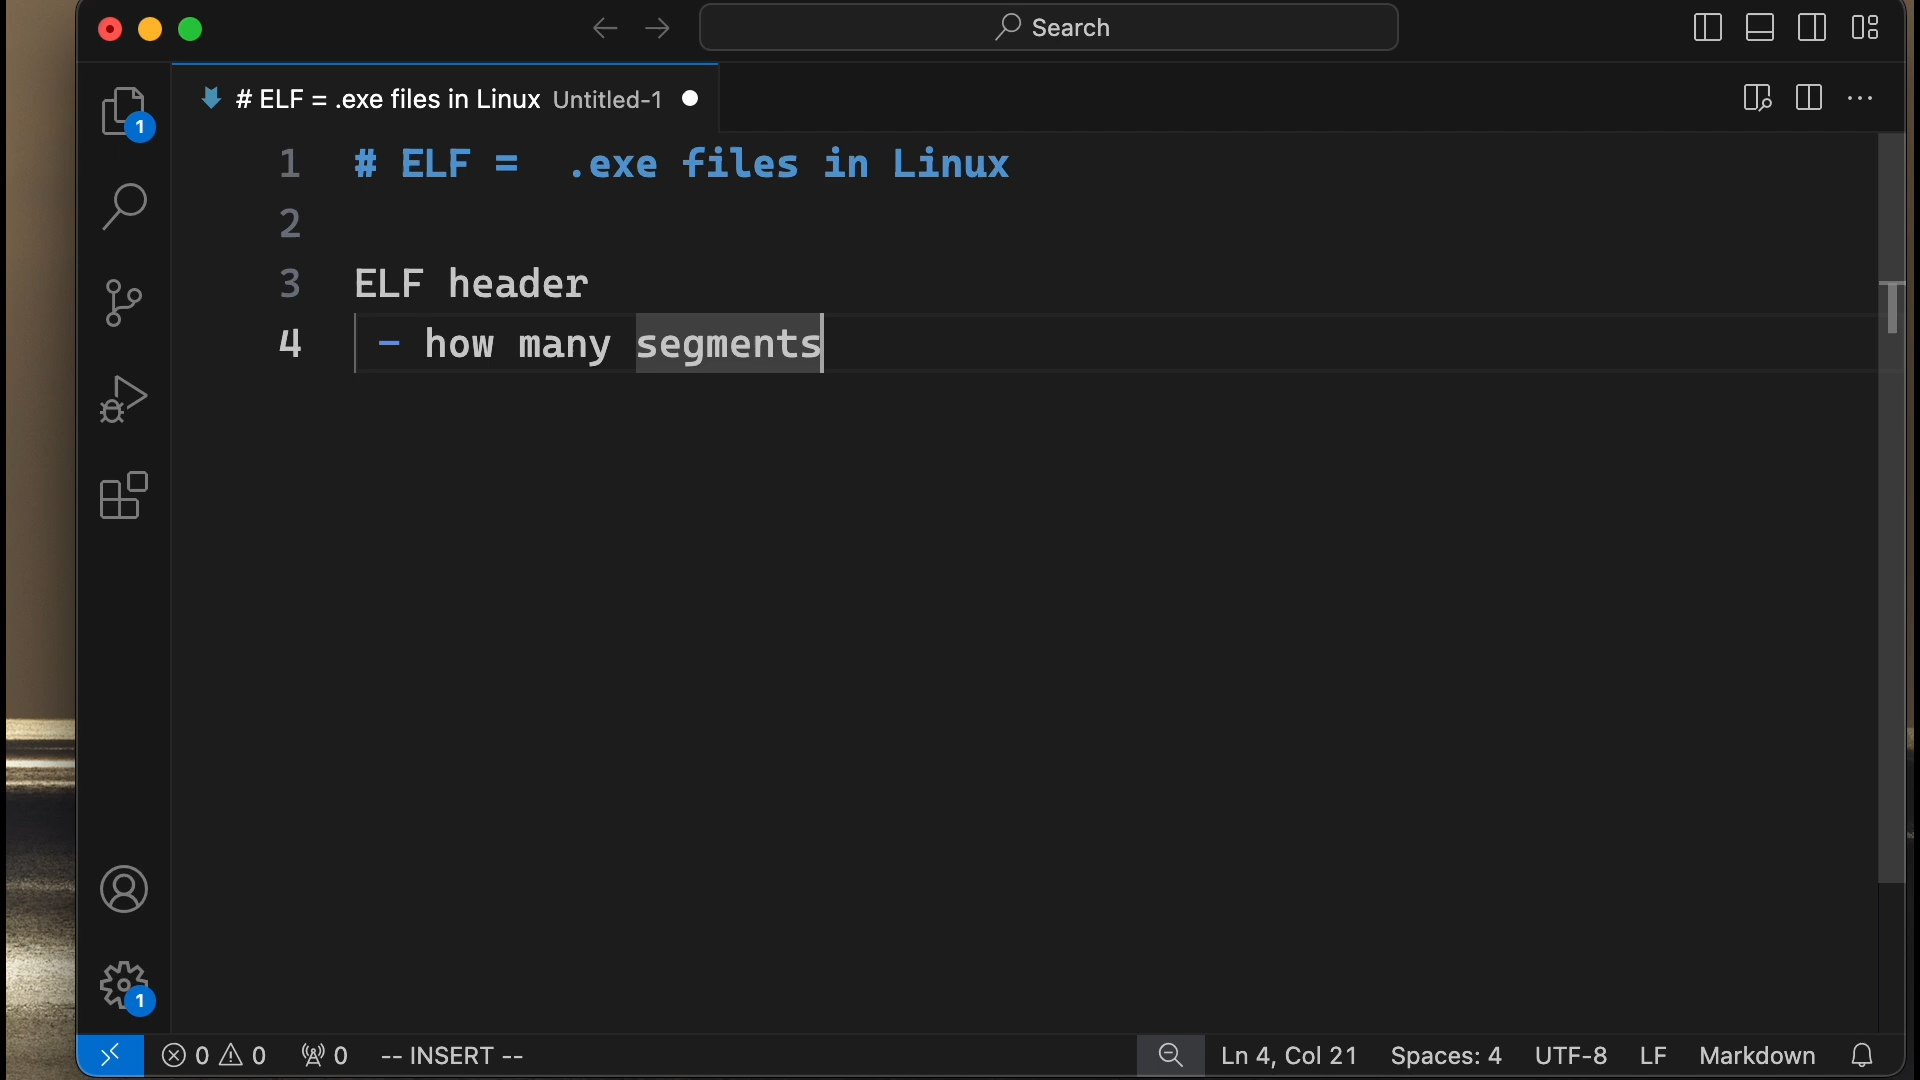 Search
# ELF = .exe files in Linux Untitled-1
1 # ELF =  .exe files in Linux
2
3 ELF header
4 - how many segments
1
1
0 0 0 -- INSERT -- Ln 4, Col 21 Spaces: 4 UTF-8 LF Markdown